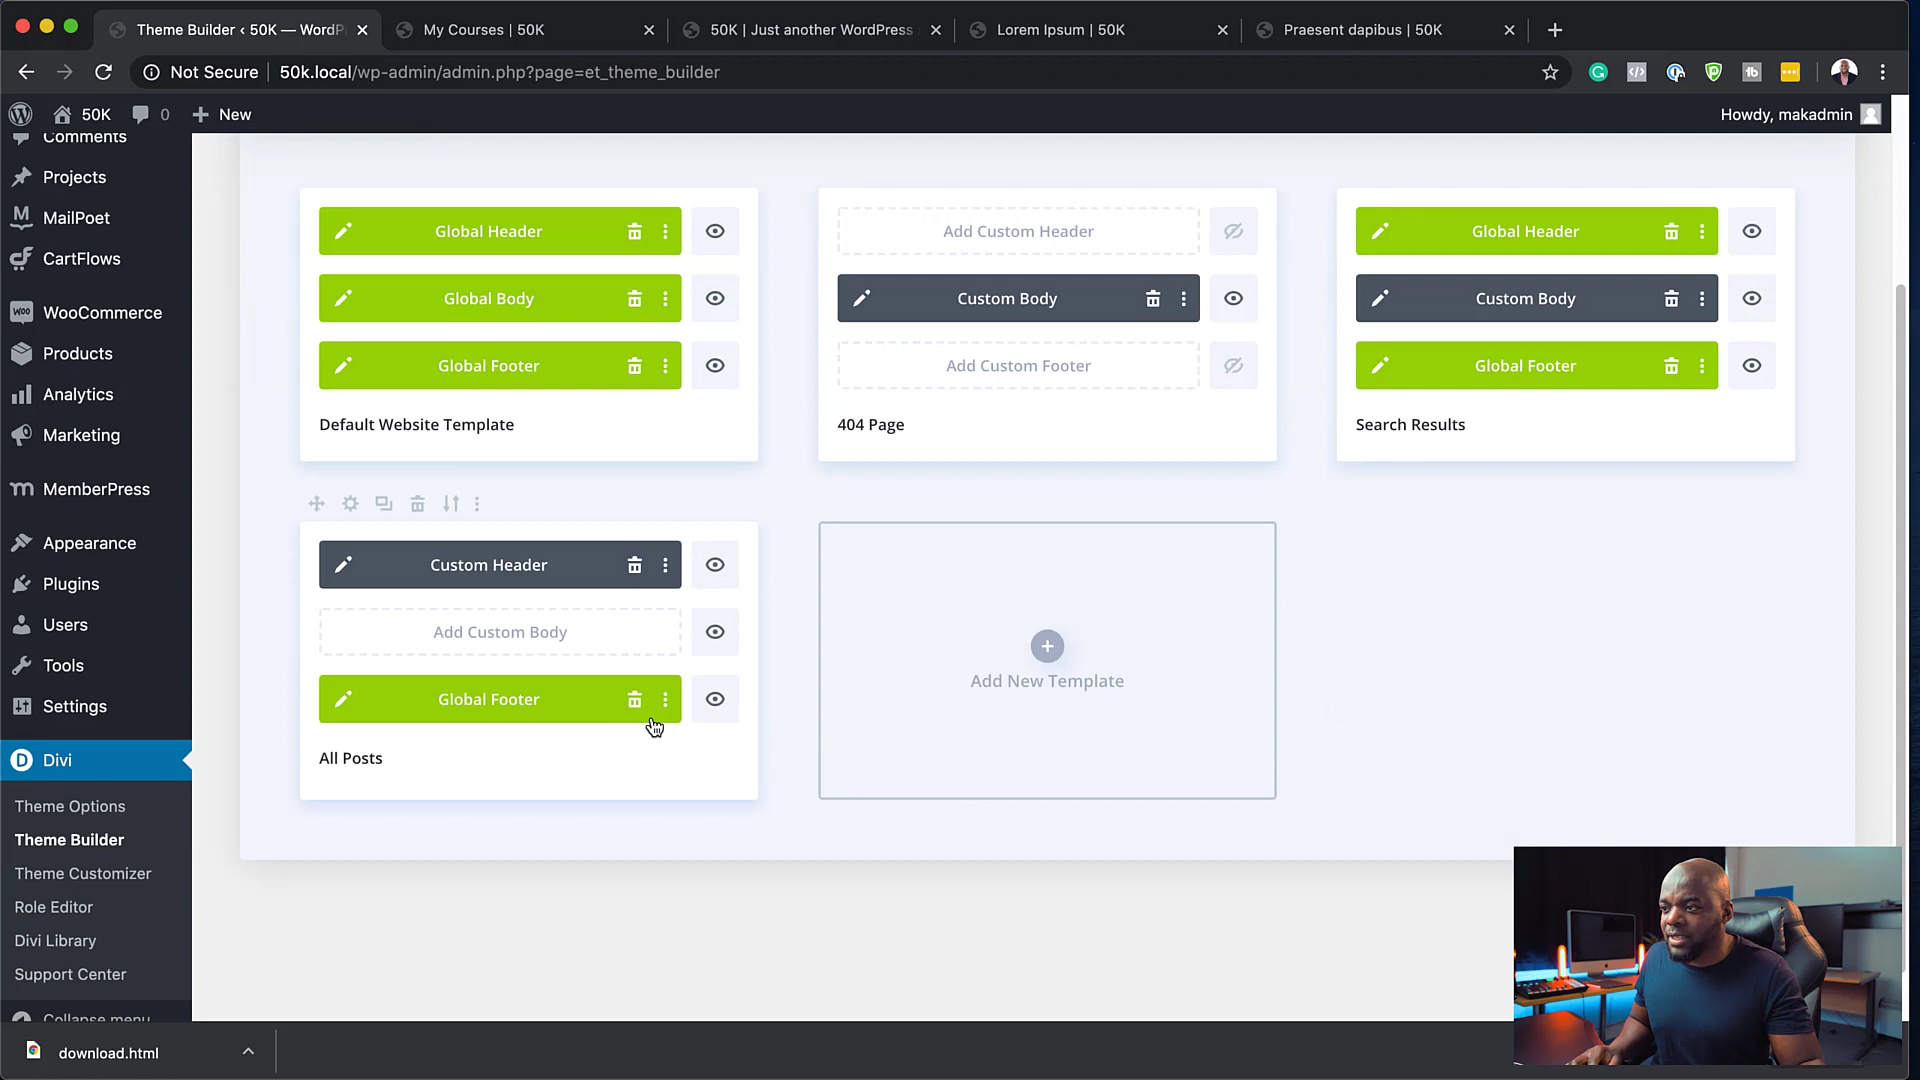 Theme Builder ‹ 50K — WordP
My Courses | 50K
50K | Just another WordPress
Lorem Ipsum | 50K
Praesent dapibus | 50K
Not Secure
50k.local/wp-admin/admin.php?page=et_theme_builder
50K
0
New
Howdy, makadmin
Comments
Projects
MailPoet
CartFlows
WooCommerce
Products
Analytics
Marketing
MemberPress
Appearance
Plugins
Users
Tools
Settings
Divi
Theme Options
Theme Builder
Theme Customizer
Role Editor
Divi Library
Support Center
Collapse menu
Global Header
Global Body
Global Footer
Default Website Template
Add Custom Header
Custom Body
Add Custom Footer
404 Page
Global Header
Custom Body
Global Footer
Search Results
Custom Header
Add Custom Body
Global Footer
All Posts
Add New Template
download.html